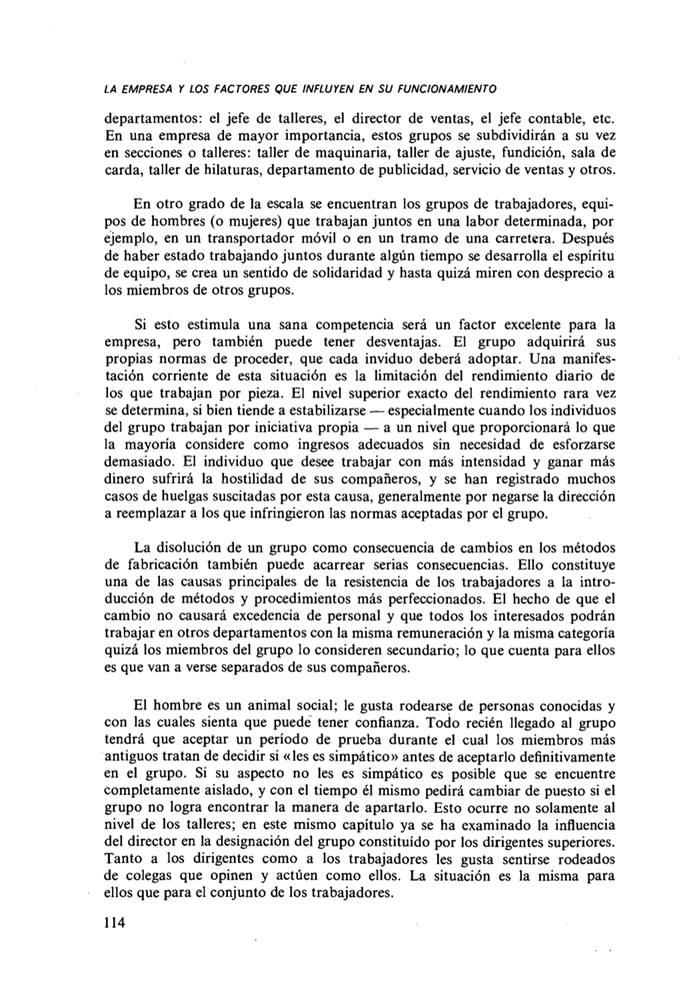 LA EMPRESA Y LOS FACTORES QUE INFLUYEN EN SU FUNCIONAMIENTO
departamentos: el jefe de talleres, el director de ventas, el jefe contable, etc.
En una empresa de mayor importancia, estos grupos se subdividirán a su vez
en secciones o talleres: taller de maquinaria, taller de ajuste, fundición, sala de
carda, taller de hilaturas, departamento de publicidad, servicio de ventas y otros.
En otro grado de la escala se encuentran los grupos de trabajadores, equi-
pos de hombres (o mujeres) que trabajan juntos en una labor determinada, por
ejemplo, en un transportador móvil o en un tramo de una carretera. Después
de haber estado trabajando juntos durante algún tiempo se desarrolla el espíritu
de equipo, se crea un sentido de solidaridad y hasta quizá miren con desprecio a
los miembros de otros grupos.
Si esto estimula una sana competencia será un factor excelente para la
empresa, pero también puede tener desventajas. El grupo adquirirá sus
propias normas de proceder, que cada inviduo deberá adoptar. Una manifes-
tación corriente de esta situación es la limitación del rendimiento diario de
los que trabajan por pieza. El nivel superior exacto del rendimiento rara vez
se determina, si bien tiende a estabilizarse — especialmente cuando los individuos
del grupo trabajan por iniciativa propia — a un nivel que proporcionará lo que
la mayoría considere como ingresos adecuados sin necesidad de esforzarse
demasiado. El individuo que desee trabajar con más intensidad y ganar más
dinero sufrirá la hostilidad de sus compañeros, y se han registrado muchos
casos de huelgas suscitadas por esta causa, generalmente por negarse la dirección
a reemplazar a los que infringieron las normas aceptadas por el grupo.
La disolución de un grupo como consecuencia de cambios en los métodos
de fabricación también puede acarrear serias consecuencias. Ello constituye
una de las causas principales de la resistencia de los trabajadores a la intro-
ducción de métodos y procedimientos más perfeccionados. El hecho de que el
cambio no causará excedencia de personal y que todos los interesados podrán
trabajar en otros departamentos con la misma remuneración y la misma categoría
quizá los miembros del grupo lo consideren secundario; lo que cuenta para ellos
es que van a verse separados de sus compañeros.
El hombre es un animal social; le gusta rodearse de personas conocidas y
con las cuales sienta que puede tener confianza. Todo recién llegado al grupo
tendrá que aceptar un período de prueba durante el cual los miembros más
antiguos tratan de decidir si «les es simpático» antes de aceptarlo definitivamente
en el grupo. Si su aspecto no les es simpático es posible que se encuentre
completamente aislado, y con el tiempo él mismo pedirá cambiar de puesto si el
grupo no logra encontrar la manera de apartarlo. Esto ocurre no solamente al
nivel de los talleres; en este mismo capítulo ya se ha examinado la influencia
del director en la designación del grupo constituído por los dirigentes superiores.
Tanto a los dirigentes como a los trabajadores les gusta sentirse rodeados
de colegas que opinen y actúen como ellos. La situación es la misma para
ellos que para el conjunto de los trabajadores.
114